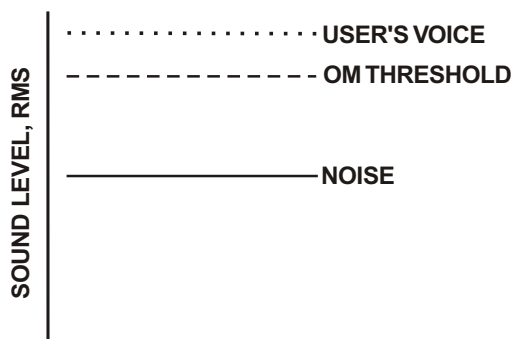 USER'S VOICE
OM THRESHOLD
NOISE
SOUND LEVEL, RMS